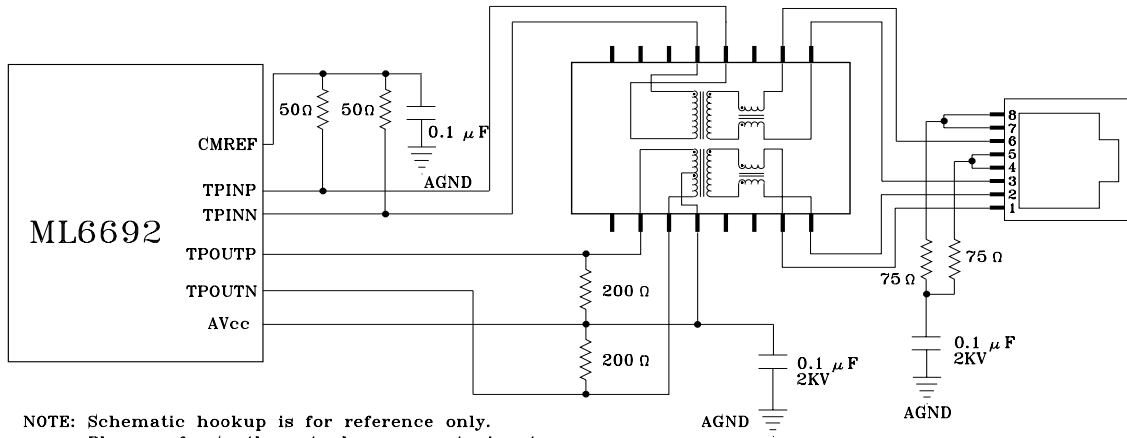 ML6692
CMREF
TPINP
TPINN
TPOUTP
TPOUTN
AVcc
50Ω
50Ω
0.1 μF
AGND
200 Ω
200 Ω
0.1 μF
2KV
AGND
8
7
6
5
4
3
2
1
75 Ω
75 Ω
0.1 μF
2KV
AGND
NOTE: Schematic hookup is for reference only.